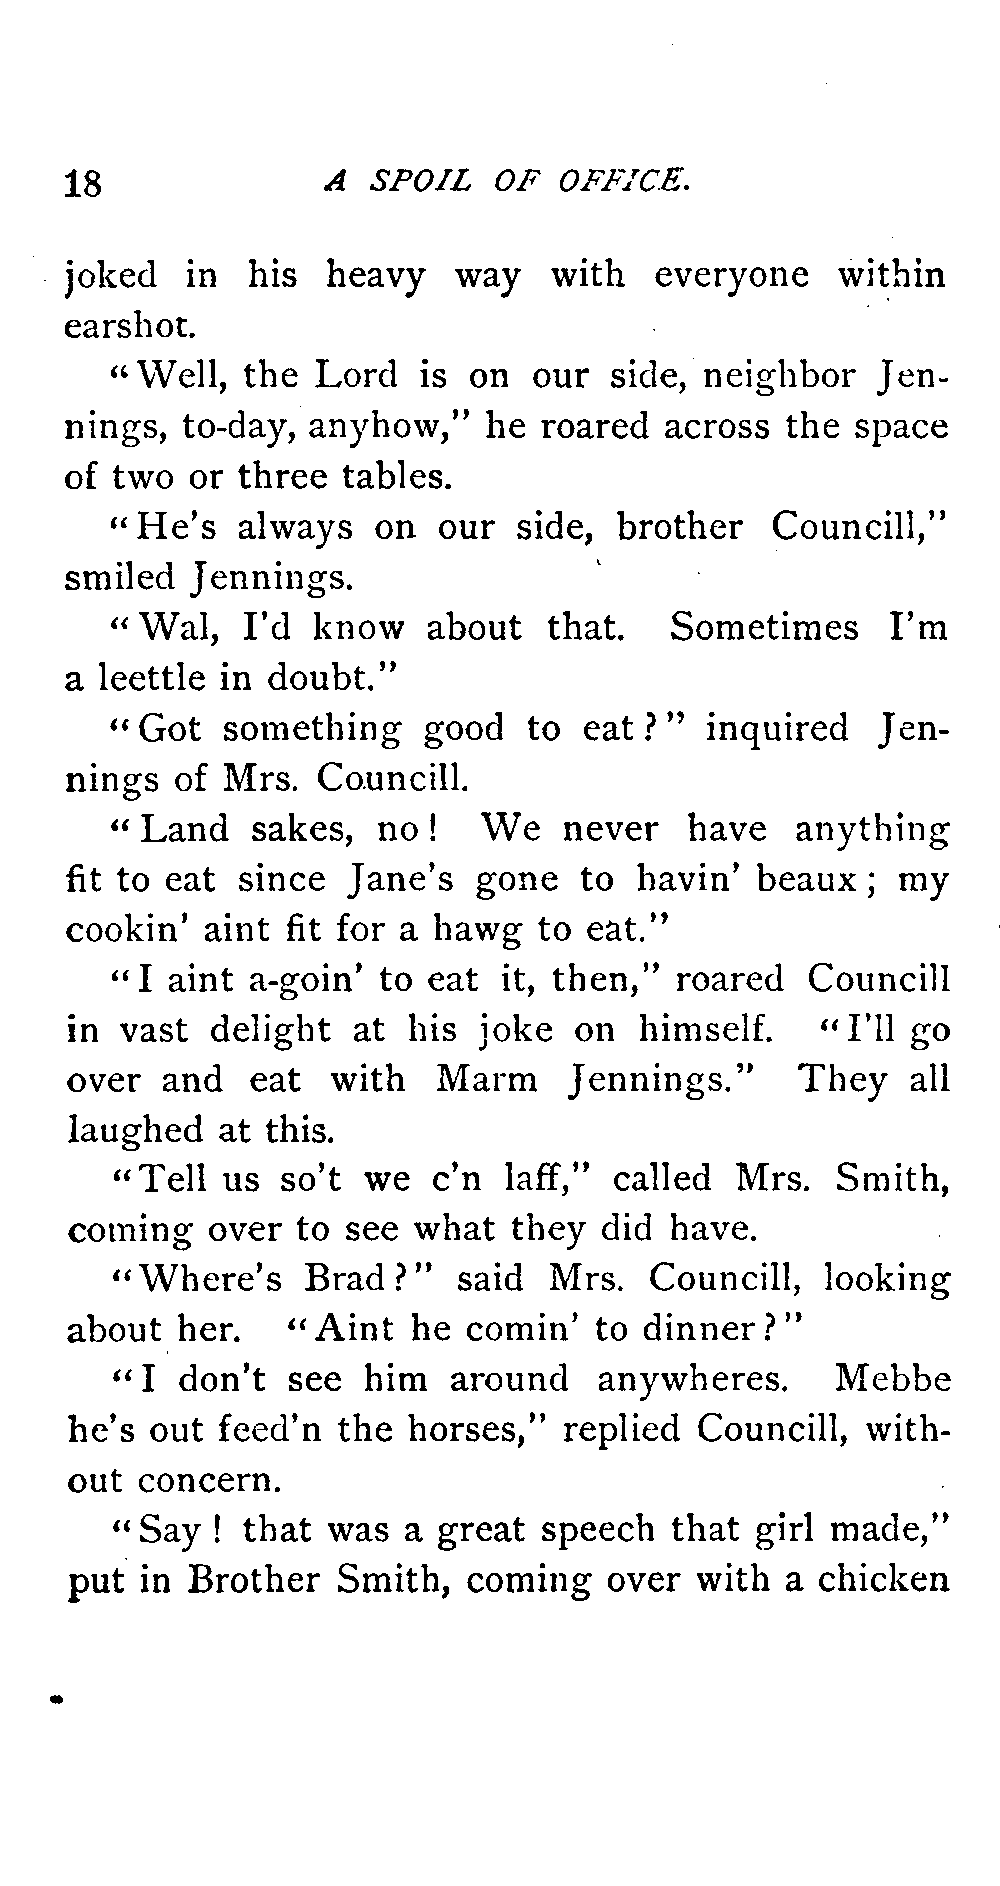 18 A SPOIL OF OFFICE.
joked in his heavy way with everyone within
earshot.
“Well, the Lord is on our side, neighbor Jen-
nings, to-day, anyhow,” he roared across the space
of two or three tables.
“He’s always on our side, brother Councill,”
smiled Jennings.
“Wal, I’d know about that. Sometimes I’m
a leettle in doubt.”
“Got something good to eat?” inquired Jen-
nings of Mrs. Councill.
“Land sakes, no! We never have anything
fit to eat since Jane’s gone to havin’ beaux; my
cookin’ aint fit for a hawg to eat.”
“I aint a-goin’ to eat it, then,” roared Councill
in vast delight at his joke on himself. “I’ll go
over and eat with Marm Jennings.” They all
laughed at this.
“Tell us so’t we c’n laff,” called Mrs. Smith,
coming over to see what they did have.
“Where’s Brad?” said Mrs. Councill, looking
about her. “Aint he comin’ to dinner?”
“I don’t see him around anywheres. Mebbe
he’s out feed’n the horses,” replied Councill, with-
out concern.
“Say! that was a great speech that girl made,”
put in Brother Smith, coming over with a chicken